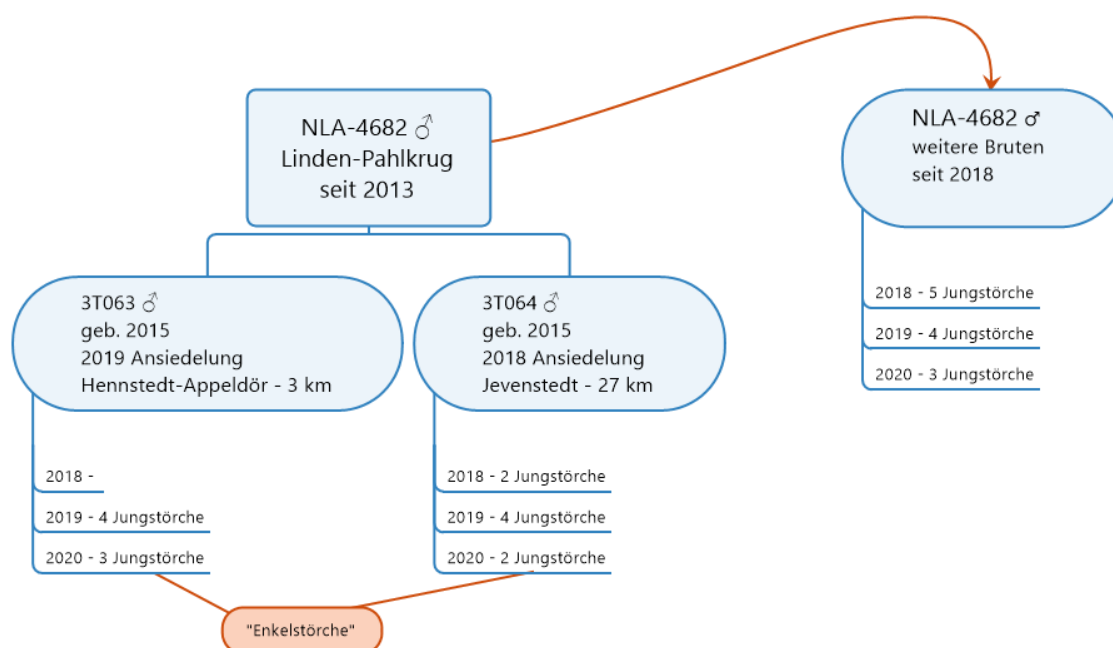 NLA-4682 ♂
Linden-Pahlkrug
seit 2013
NLA-4682 ♂
weitere Bruten
seit 2018
2018 - 5 Jungstörche
2019 - 4 Jungstörche
2020 - 3 Jungstörche
3T063 ♂
geb. 2015
2019 Ansiedelung
Hennstedt-Appeldör - 3 km
2018 -
2019 - 4 Jungstörche
2020 - 3 Jungstörche
3T064 ♂
geb. 2015
2018 Ansiedelung
Jevenstedt - 27 km
2018 - 2 Jungstörche
2019 - 4 Jungstörche
2020 - 2 Jungstörche
"Enkelstörche"